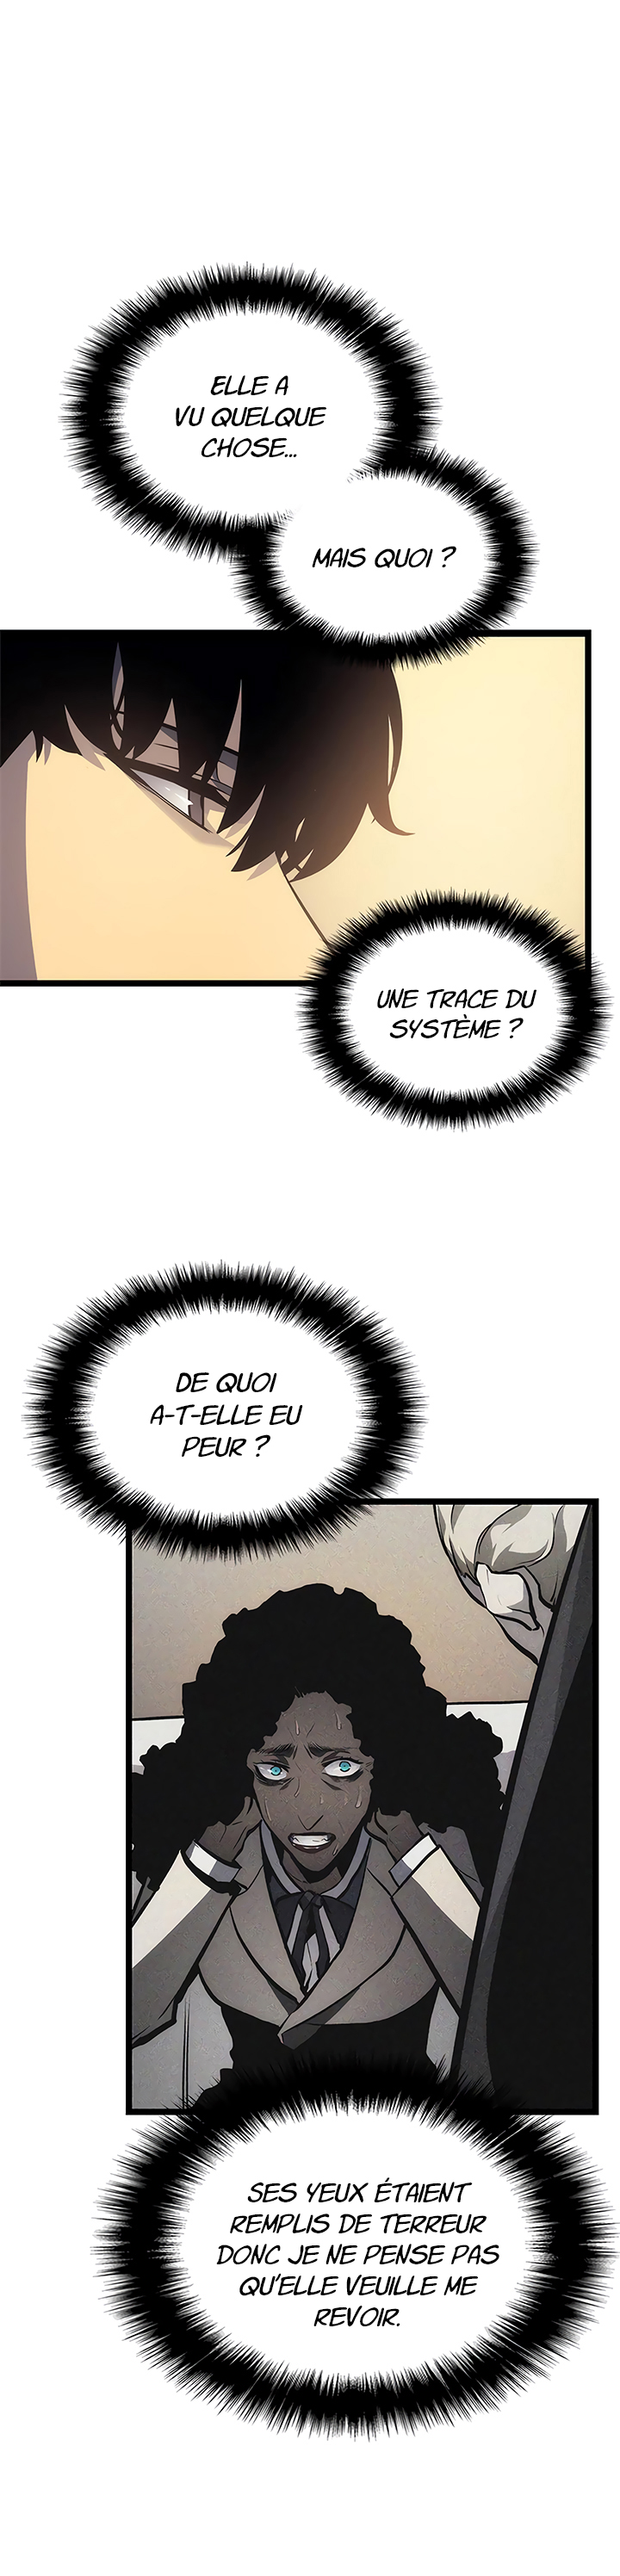 ELLE A
VU QUELQUE
CHOSE...
MAIS QUOI ?
UNE TRACE DU
SYSTÈME ?
DE QUOI
A-T-ELLE EU
PEUR ?
SES YEUX ÉTAIENT
REMPLIS DE TERREUR
DONC JE NE PENSE PAS
QU'ELLE VEUILLE ME
REVOIR.